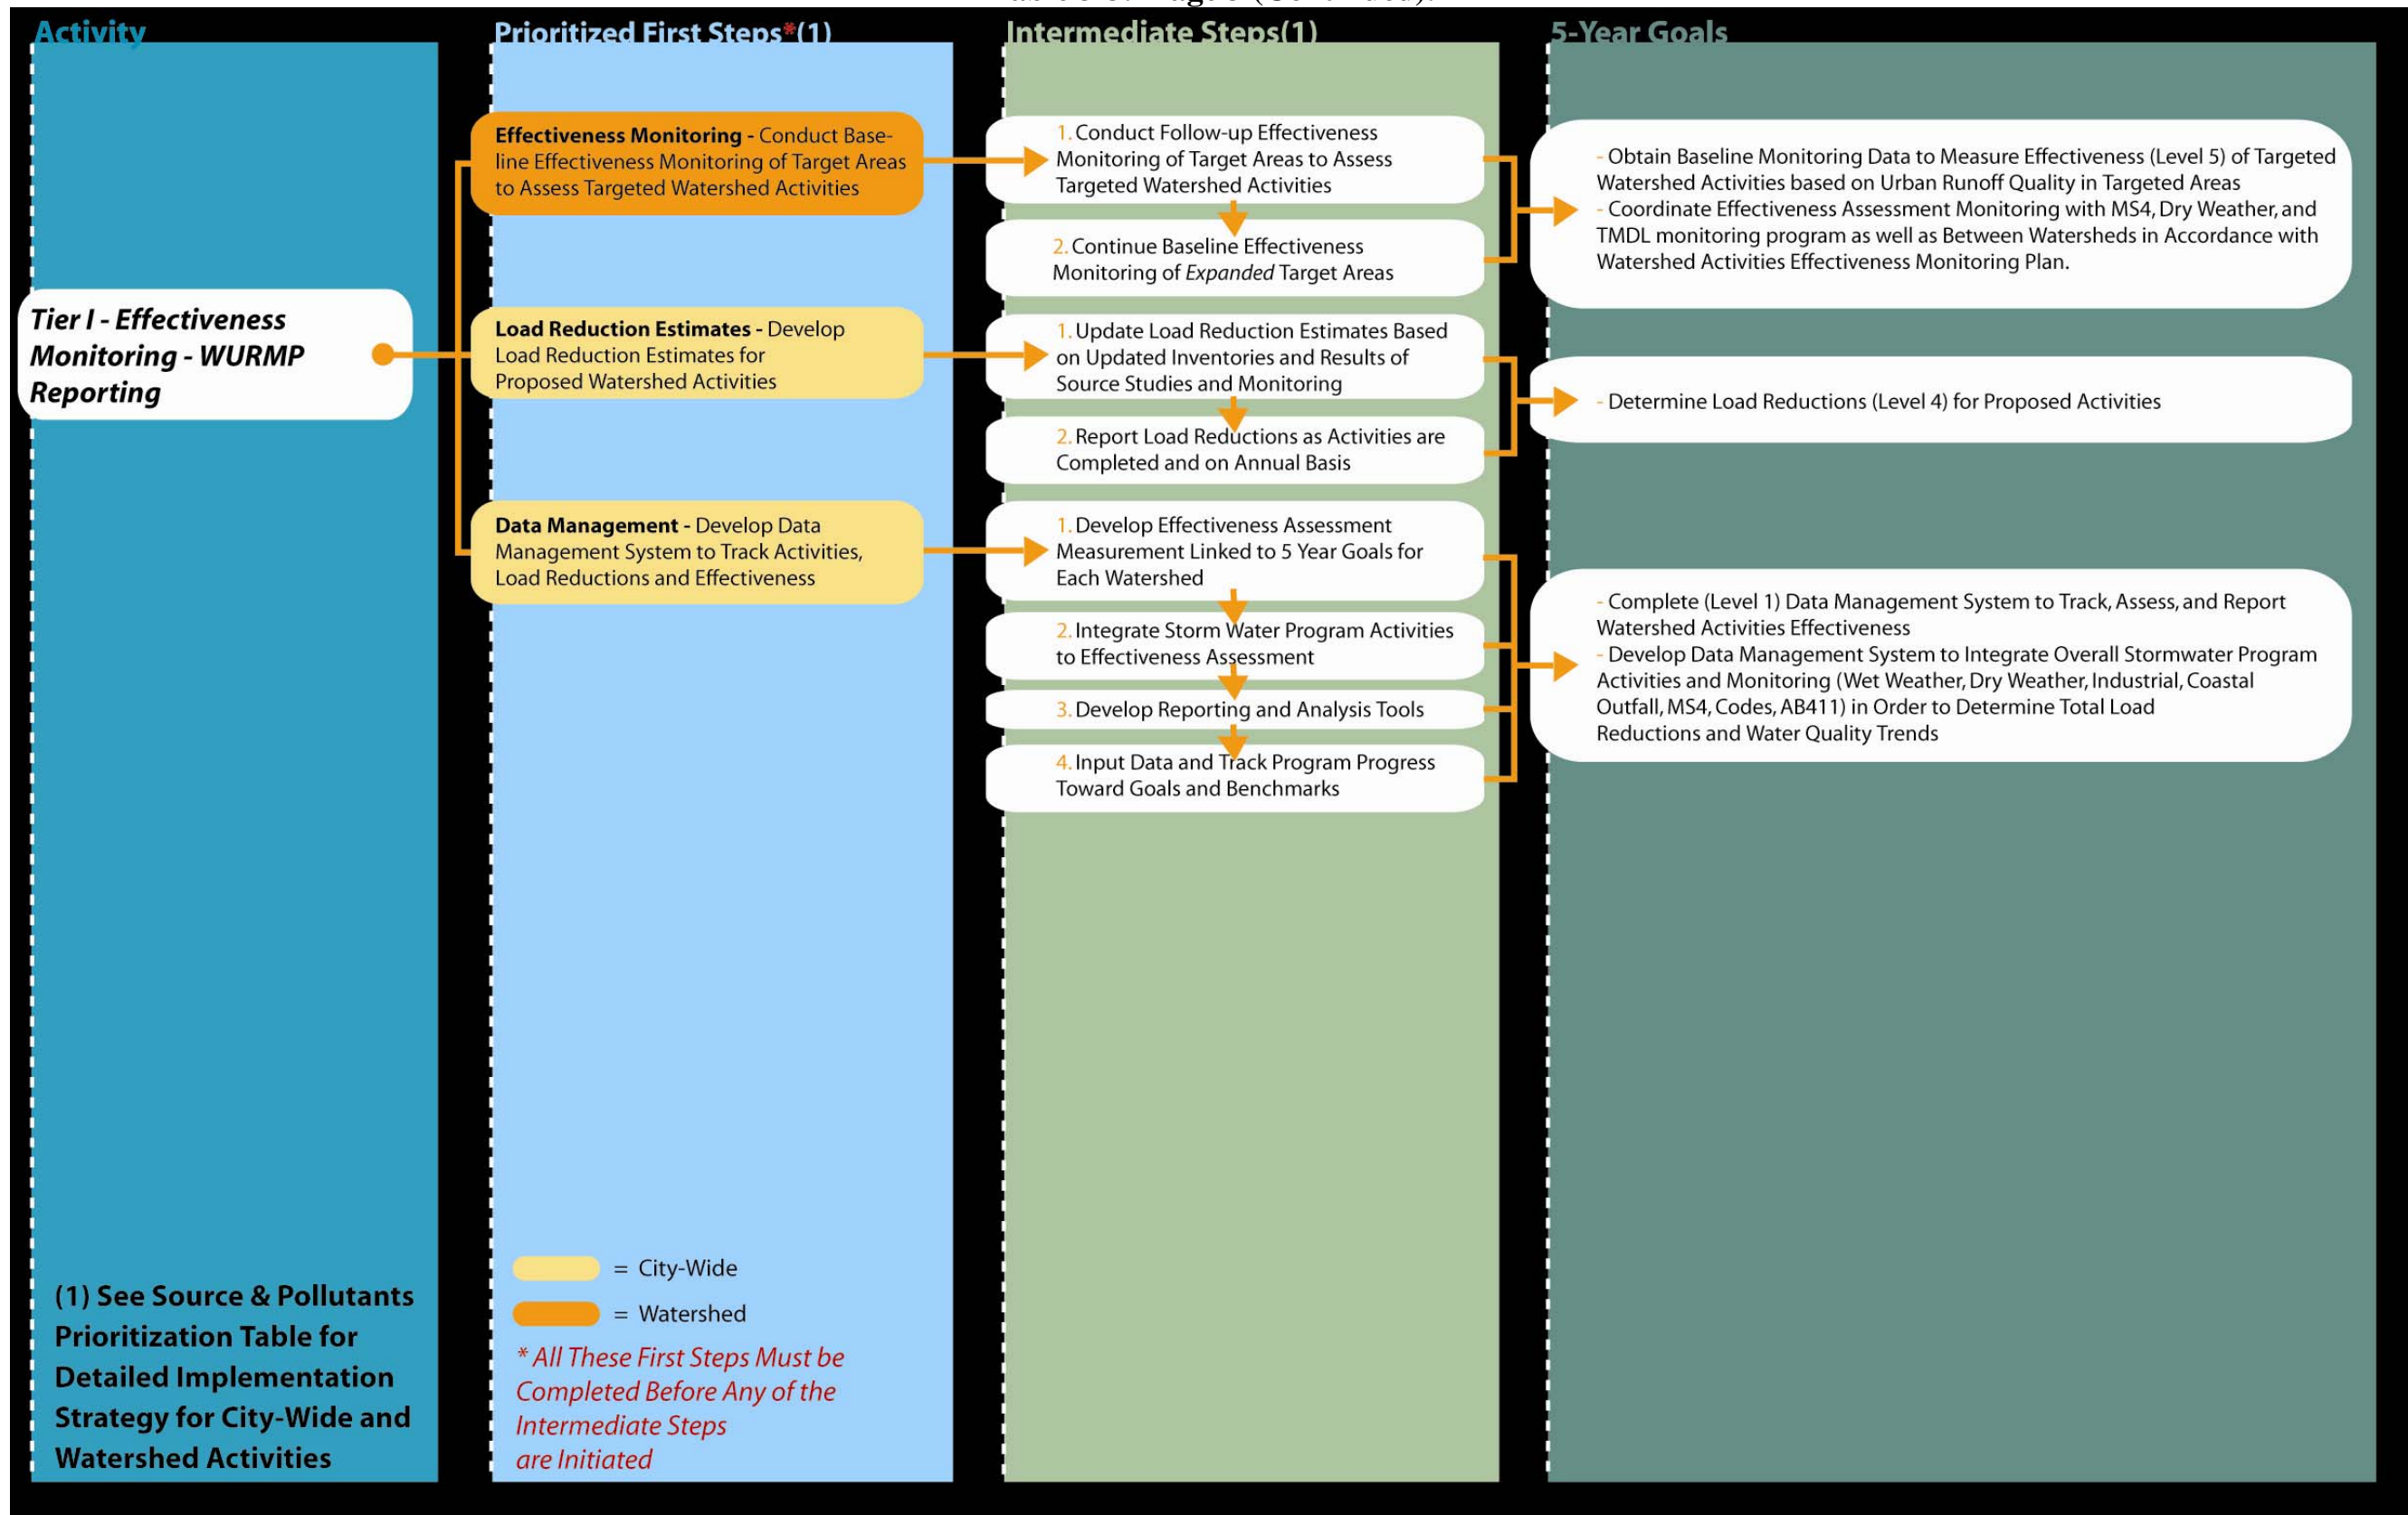 Activity
Prioritized First Steps*(1)
Intermediate Steps(1)
5-Year Goals
Tier I - Effectiveness
Monitoring - WURMP
Reporting
Effectiveness Monitoring - Conduct Base-
line Effectiveness Monitoring of Target Areas
to Assess Targeted Watershed Activities
1. Conduct Follow-up Effectiveness
Monitoring of Target Areas to Assess
Targeted Watershed Activities
2. Continue Baseline Effectiveness
Monitoring of Expanded Target Areas
- Obtain Baseline Monitoring Data to Measure Effectiveness (Level 5) of Targeted
Watershed Activities based on Urban Runoff Quality in Targeted Areas
- Coordinate Effectiveness Assessment Monitoring with MS4, Dry Weather, and
TMDL monitoring program as well as Between Watersheds in Accordance with
Watershed Activities Effectiveness Monitoring Plan.
Load Reduction Estimates - Develop
Load Reduction Estimates for
Proposed Watershed Activities
1. Update Load Reduction Estimates Based
on Updated Inventories and Results of
Source Studies and Monitoring
2. Report Load Reductions as Activities are
Completed and on Annual Basis
- Determine Load Reductions (Level 4) for Proposed Activities
Data Management - Develop Data
Management System to Track Activities,
Load Reductions and Effectiveness
1. Develop Effectiveness Assessment
Measurement Linked to 5 Year Goals for
Each Watershed
2. Integrate Storm Water Program Activities
to Effectiveness Assessment
3. Develop Reporting and Analysis Tools
4. Input Data and Track Program Progress
Toward Goals and Benchmarks
- Complete (Level 1) Data Management System to Track, Assess, and Report
Watershed Activities Effectiveness
- Develop Data Management System to Integrate Overall Stormwater Program
Activities and Monitoring (Wet Weather, Dry Weather, Industrial, Coastal
Outfall, MS4, Codes, AB411) in Order to Determine Total Load
Reductions and Water Quality Trends
(1) See Source & Pollutants
Prioritization Table for
Detailed Implementation
Strategy for City-Wide and
Watershed Activities
= City-Wide
= Watershed
* All These First Steps Must be
Completed Before Any of the
Intermediate Steps
are Initiated